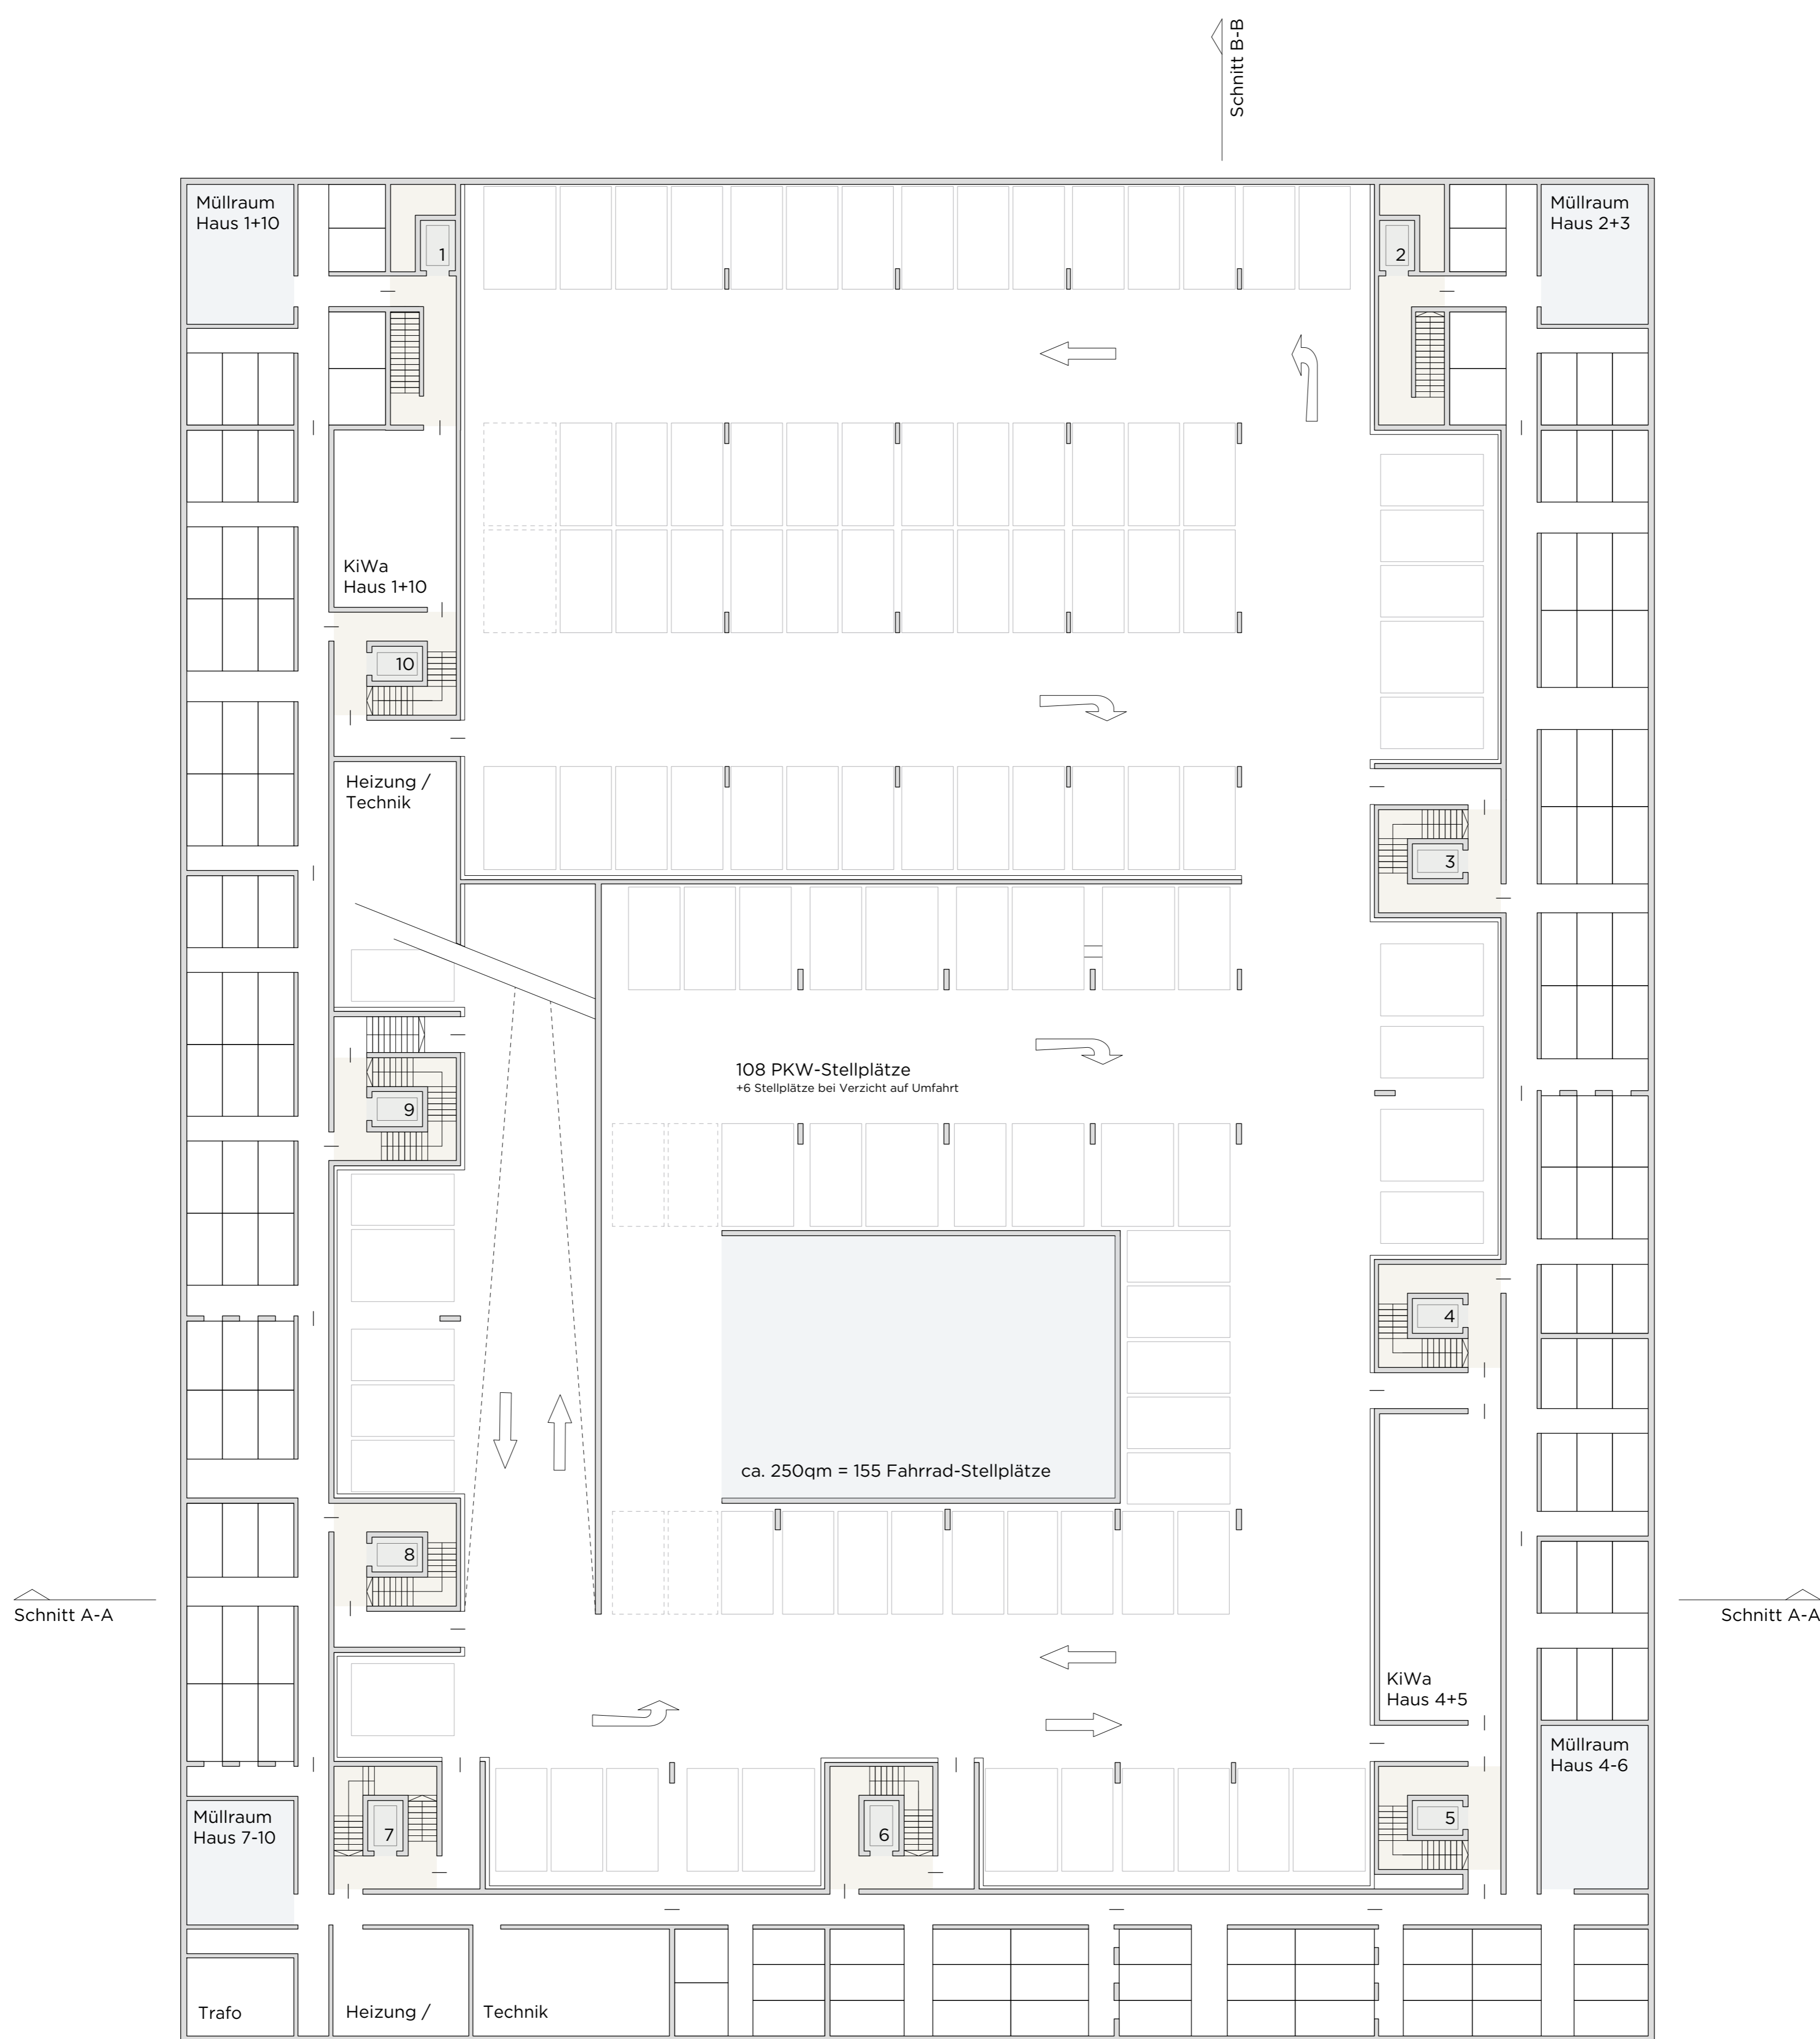 Schnitt B-B
Müllraum
Haus 1+10
1
2
Müllraum
Haus 2+3
KiWa
Haus 1+10
10
Heizung /
Technik
3
108 PKW-Stellplätze
+6 Stellplätze bei Verzicht auf Umfahrt
9
4
ca. 250qm = 155 Fahrrad-Stellplätze
8
Schnitt A-A
Schnitt A-A
KiWa
Haus 4+5
Müllraum
Haus 4-6
Müllraum
Haus 7-10
7
6
5
Trafo
Heizung /
Technik